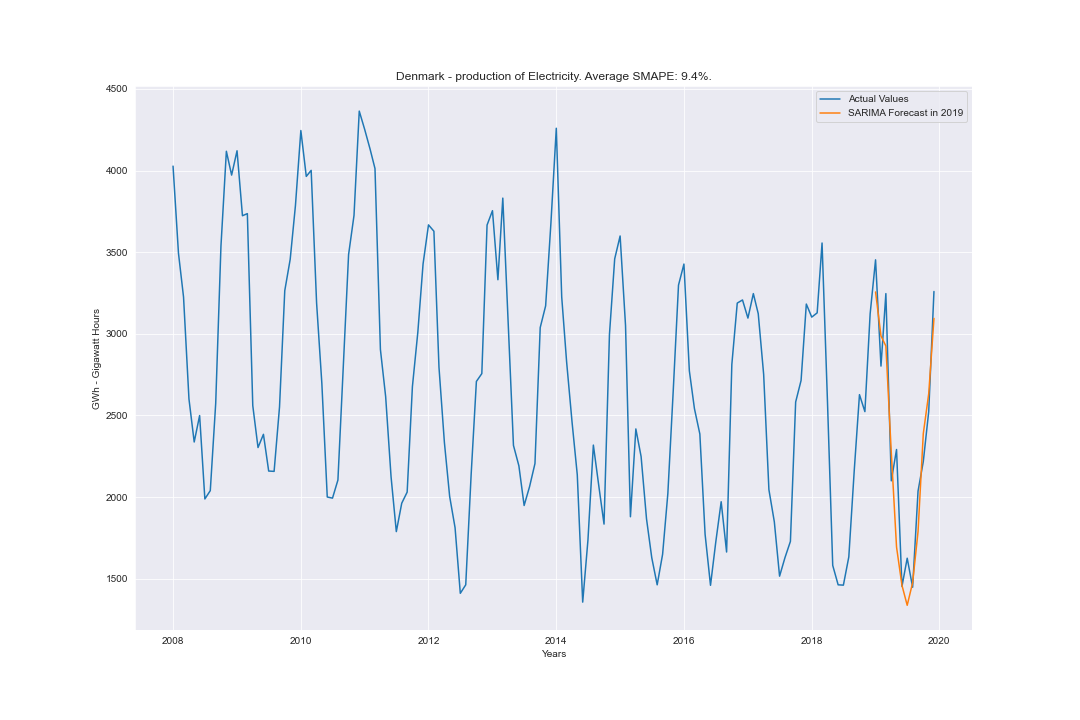 Denmark - production of Electricity. Average SMAPE: 9.4%.
Actual Values
SARIMA Forecast in 2019
4500
4000
3500
3000
2500
2000
1500
GWh - Gigawatt Hours
2008 2010 2012 2014 2016 2018 2020
Years